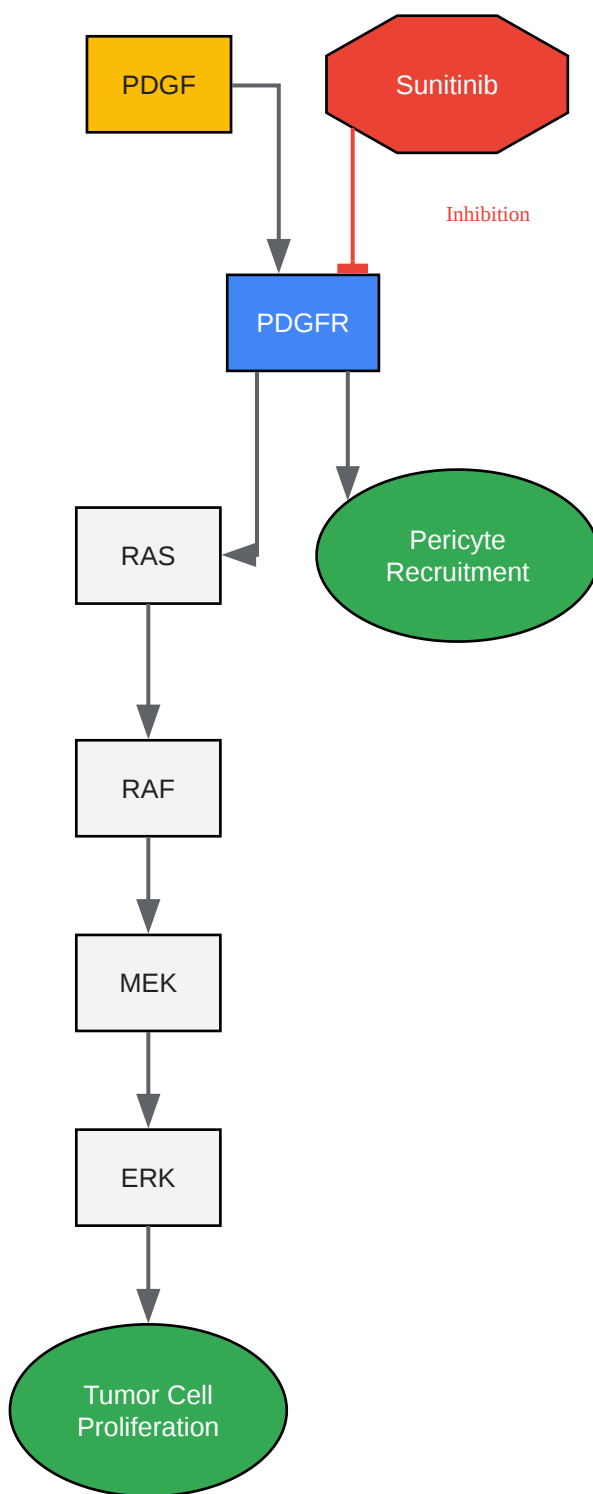 PDGF
Sunitinib
Inhibition
PDGFR
RAS
Pericyte
Recruitment
RAF
MEK
ERK
Tumor Cell
Proliferation